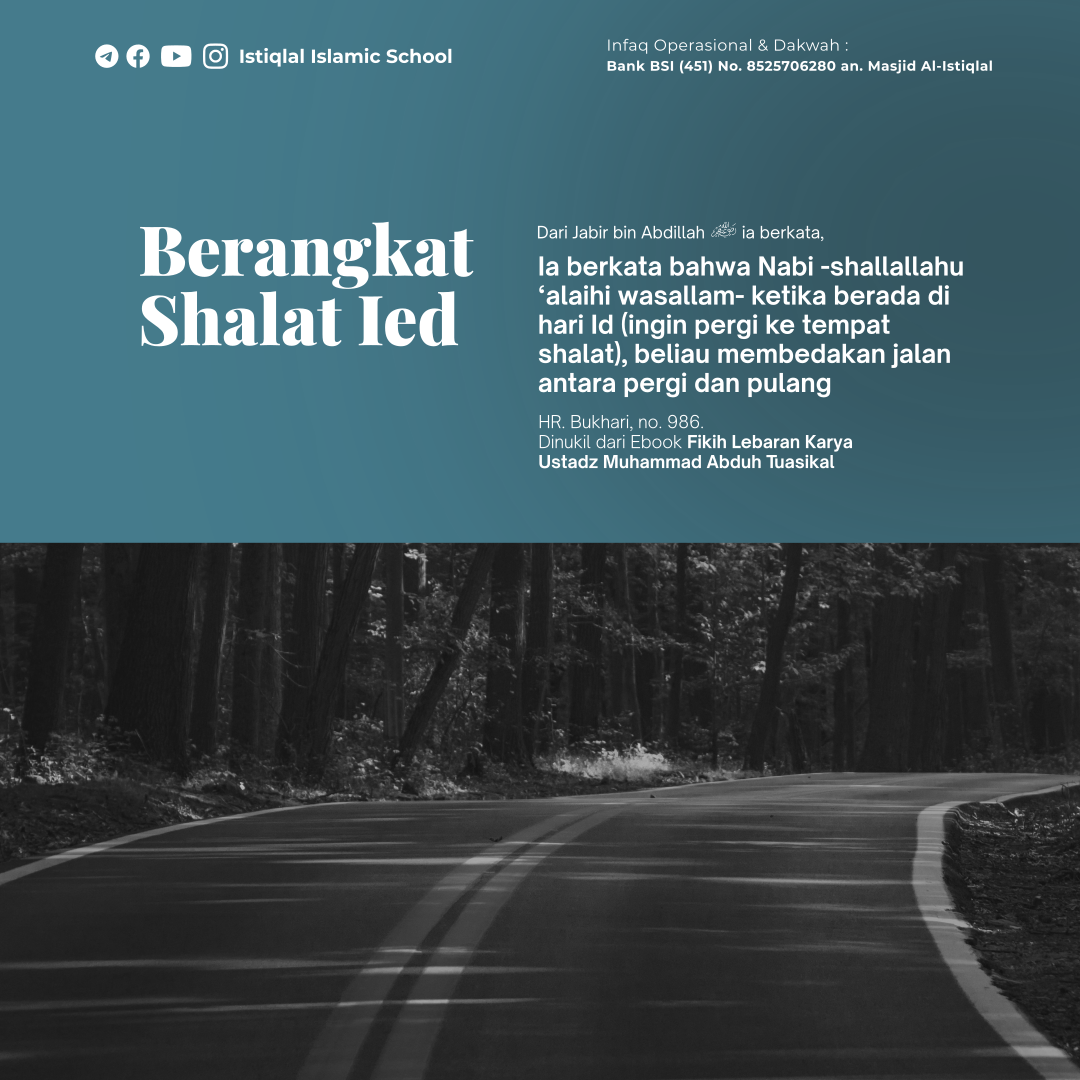 Istiqlal Islamic School
Infaq Operasional & Dakwah :
Bank BSI (451) No. 8525706280 an. Masjid Al-Istiqlal
Berangkat
Shalat Ied
Dari Jabir bin Abdillah ia berkata,
Ia berkata bahwa Nabi -shallallahu
‘alaihi wasallam- ketika berada di
hari Id (ingin pergi ke tempat
shalat), beliau membedakan jalan
antara pergi dan pulang
HR. Bukhari, no. 986.
Dinukil dari Ebook Fikih Lebaran Karya
Ustadz Muhammad Abduh Tuasikal